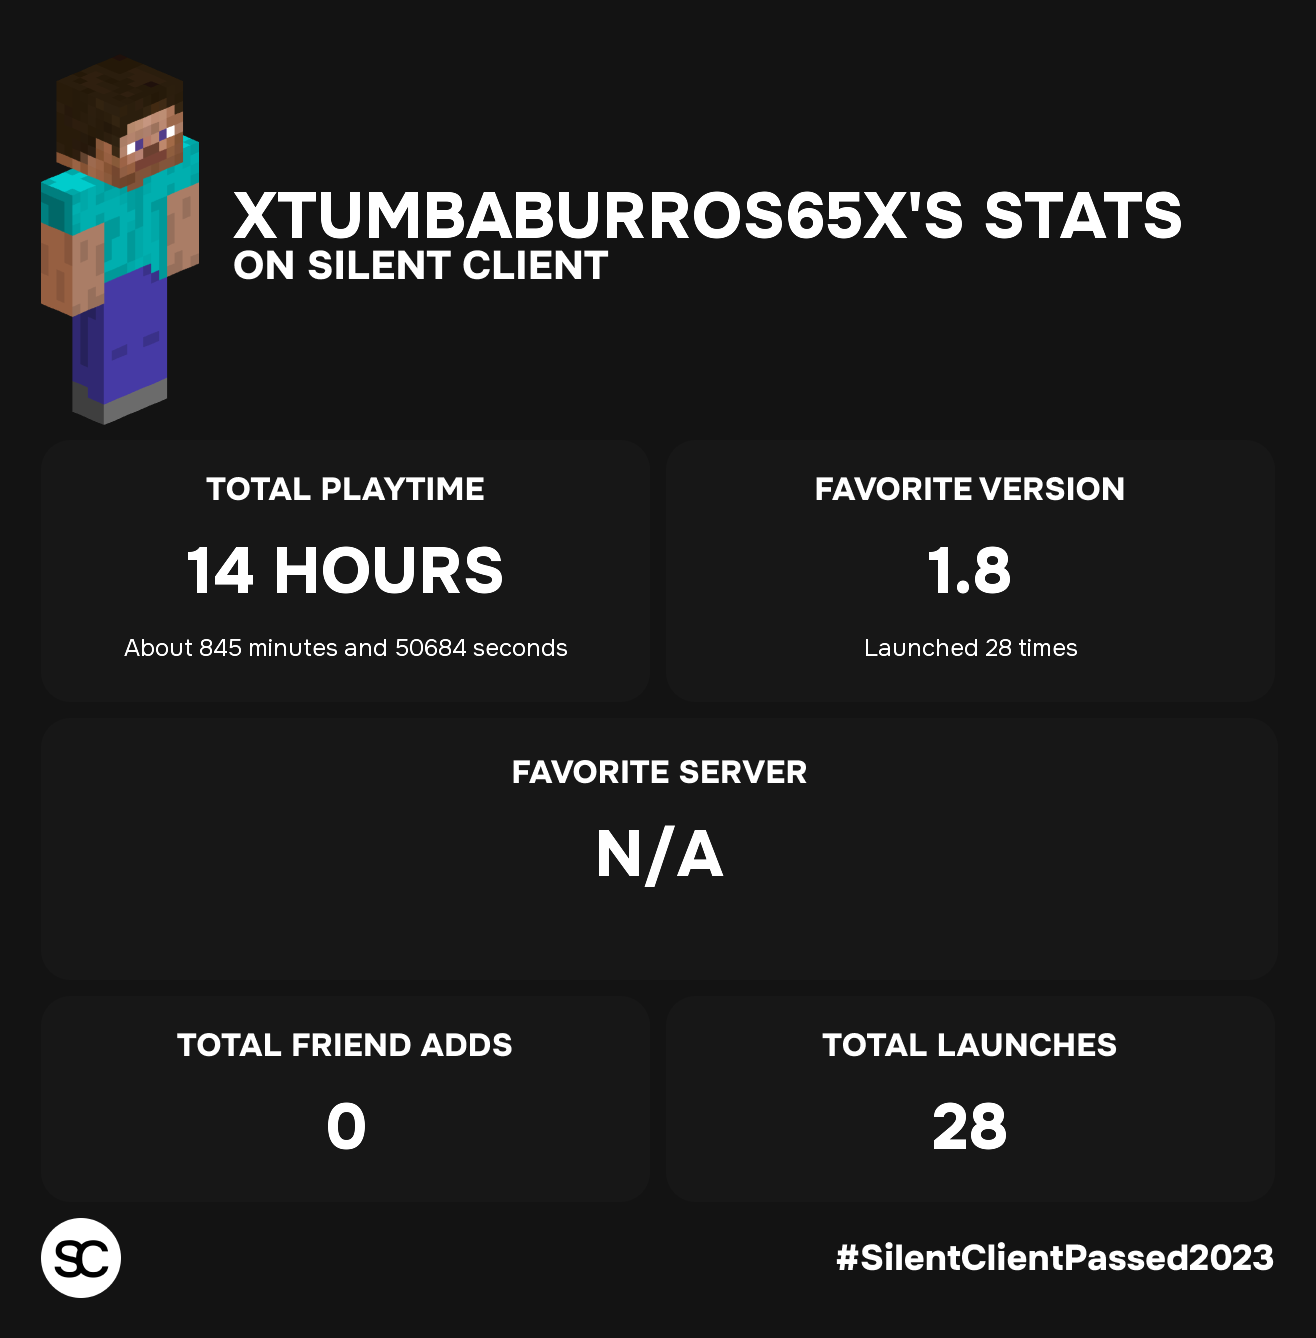 XTUMBABURROS65X'S STATS
ON SILENT CLIENT
TOTAL PLAYTIME
14 HOURS
About 845 minutes and 50684 seconds
FAVORITE VERSION
1.8
Launched 28 times
FAVORITE SERVER
N/A
TOTAL FRIEND ADDS
0
TOTAL LAUNCHES
28
SC
#SilentClientPassed2023